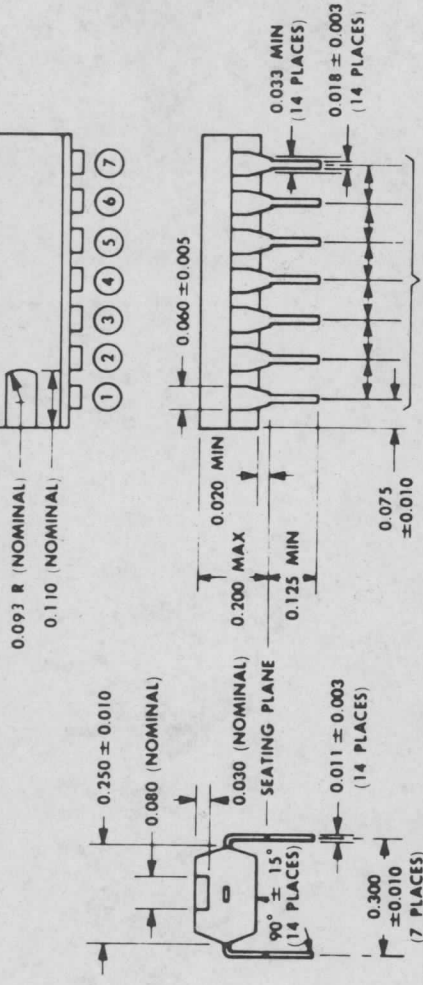 0.093 R (NOMINAL)
0.110 (NOMINAL)
1 2 3 4 5 6 7
0.250 ± 0.010
0.080 (NOMINAL)
0.030 (NOMINAL)
SEATING PLANE
90° ± 15°
(14 PLACES)
0.011 ± 0.003
(14 PLACES)
0.300
±0.010
(7 PLACES)
0.060 ±0.005
0.020 MIN
0.200 MAX
0.125 MIN
0.033 MIN
(14 PLACES)
0.018 ± 0.003
(14 PLACES)
0.075
±0.010